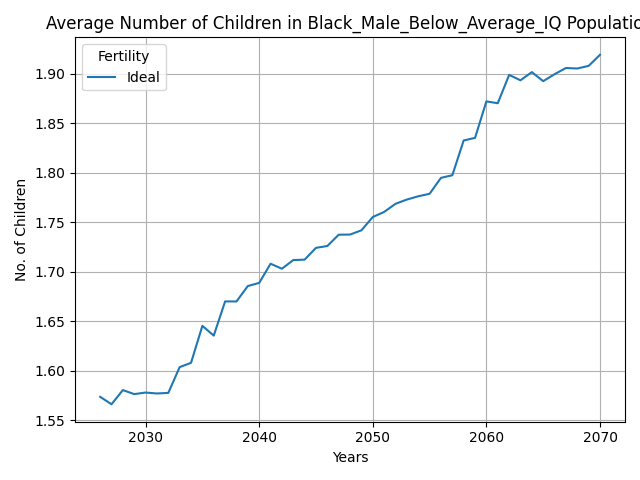 Average Number of Children in Black_Male_Below_Average_IQ Populatio
Fertility
Ideal
No. of Children
1.90
1.85
1.80
1.75
1.70
1.65
1.60
1.55
2030 2040 2050 2060 2070
Years